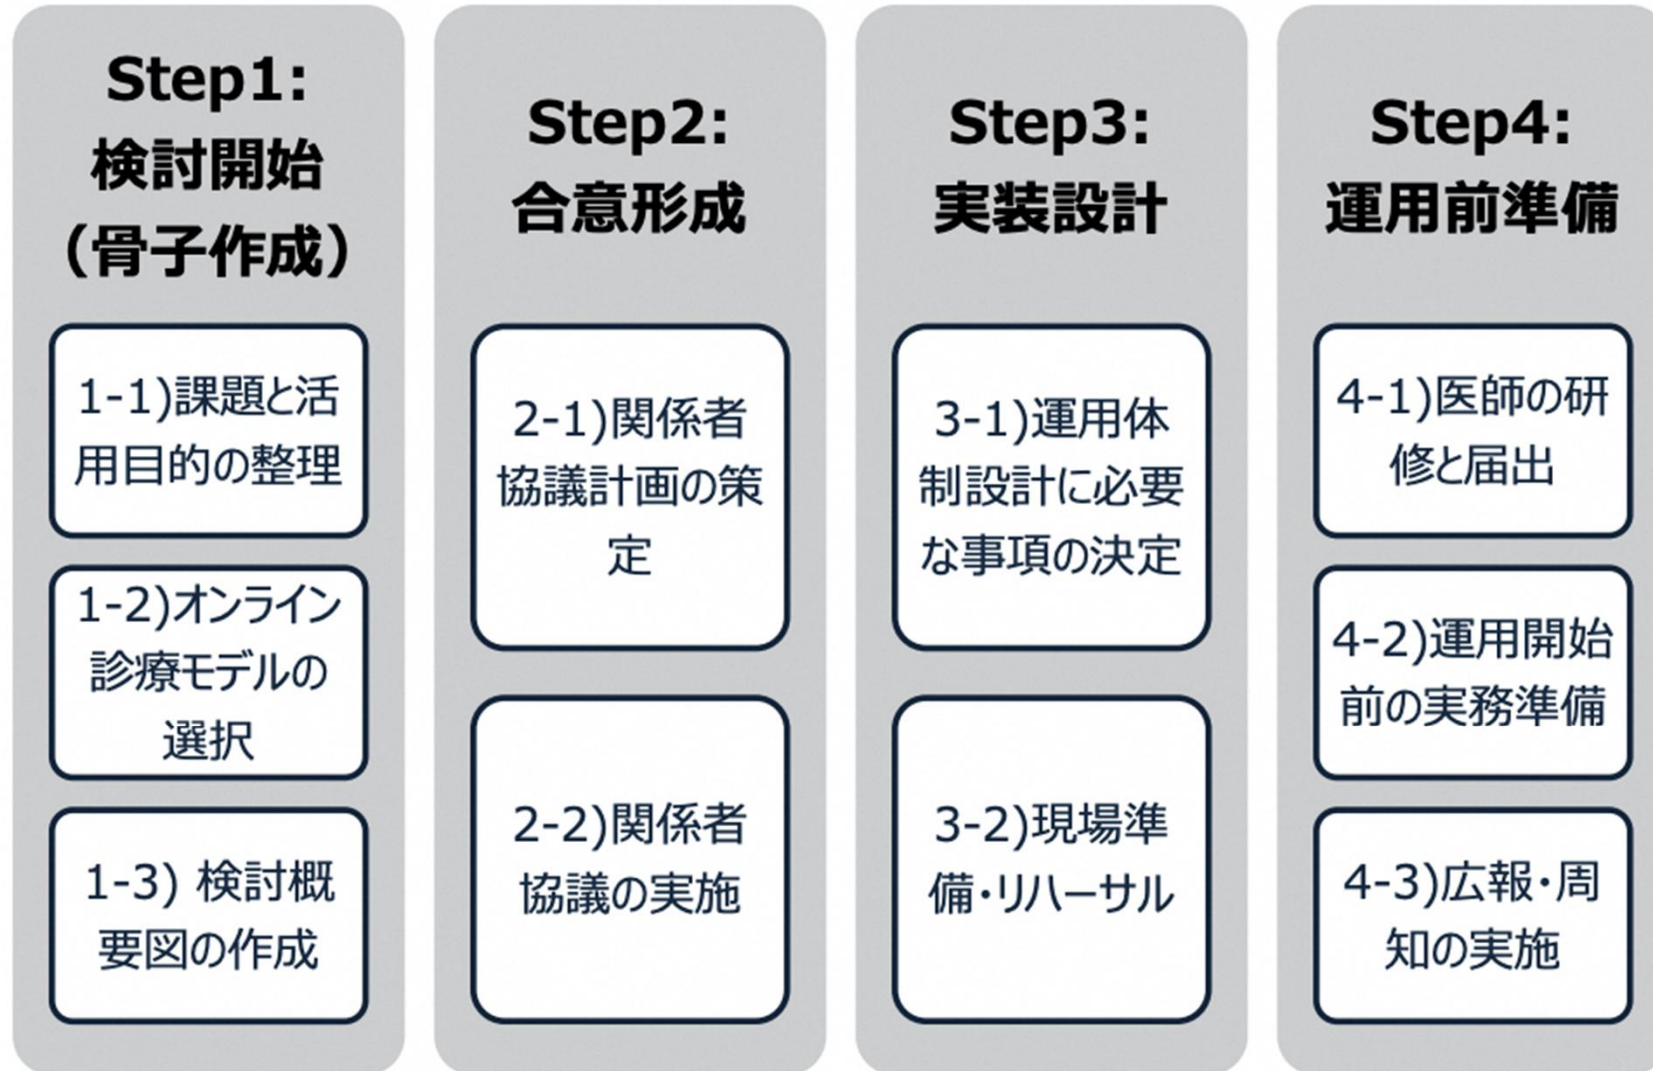 Step1:
検討開始
（骨子作成）
1-1)課題と活
用目的の整理
1-2)オンライン
診療モデルの
選択
1-3) 検討概
要図の作成
Step2:
合意形成
2-1)関係者
協議計画の策
定
2-2)関係者
協議の実施
Step3:
実装設計
3-1)運用体
制設計に必要
な事項の決定
3-2)現場準
備・リハーサル
Step4:
運用前準備
4-1)医師の研
修と届出
4-2)運用開始
前の実務準備
4-3)広報・周
知の実施